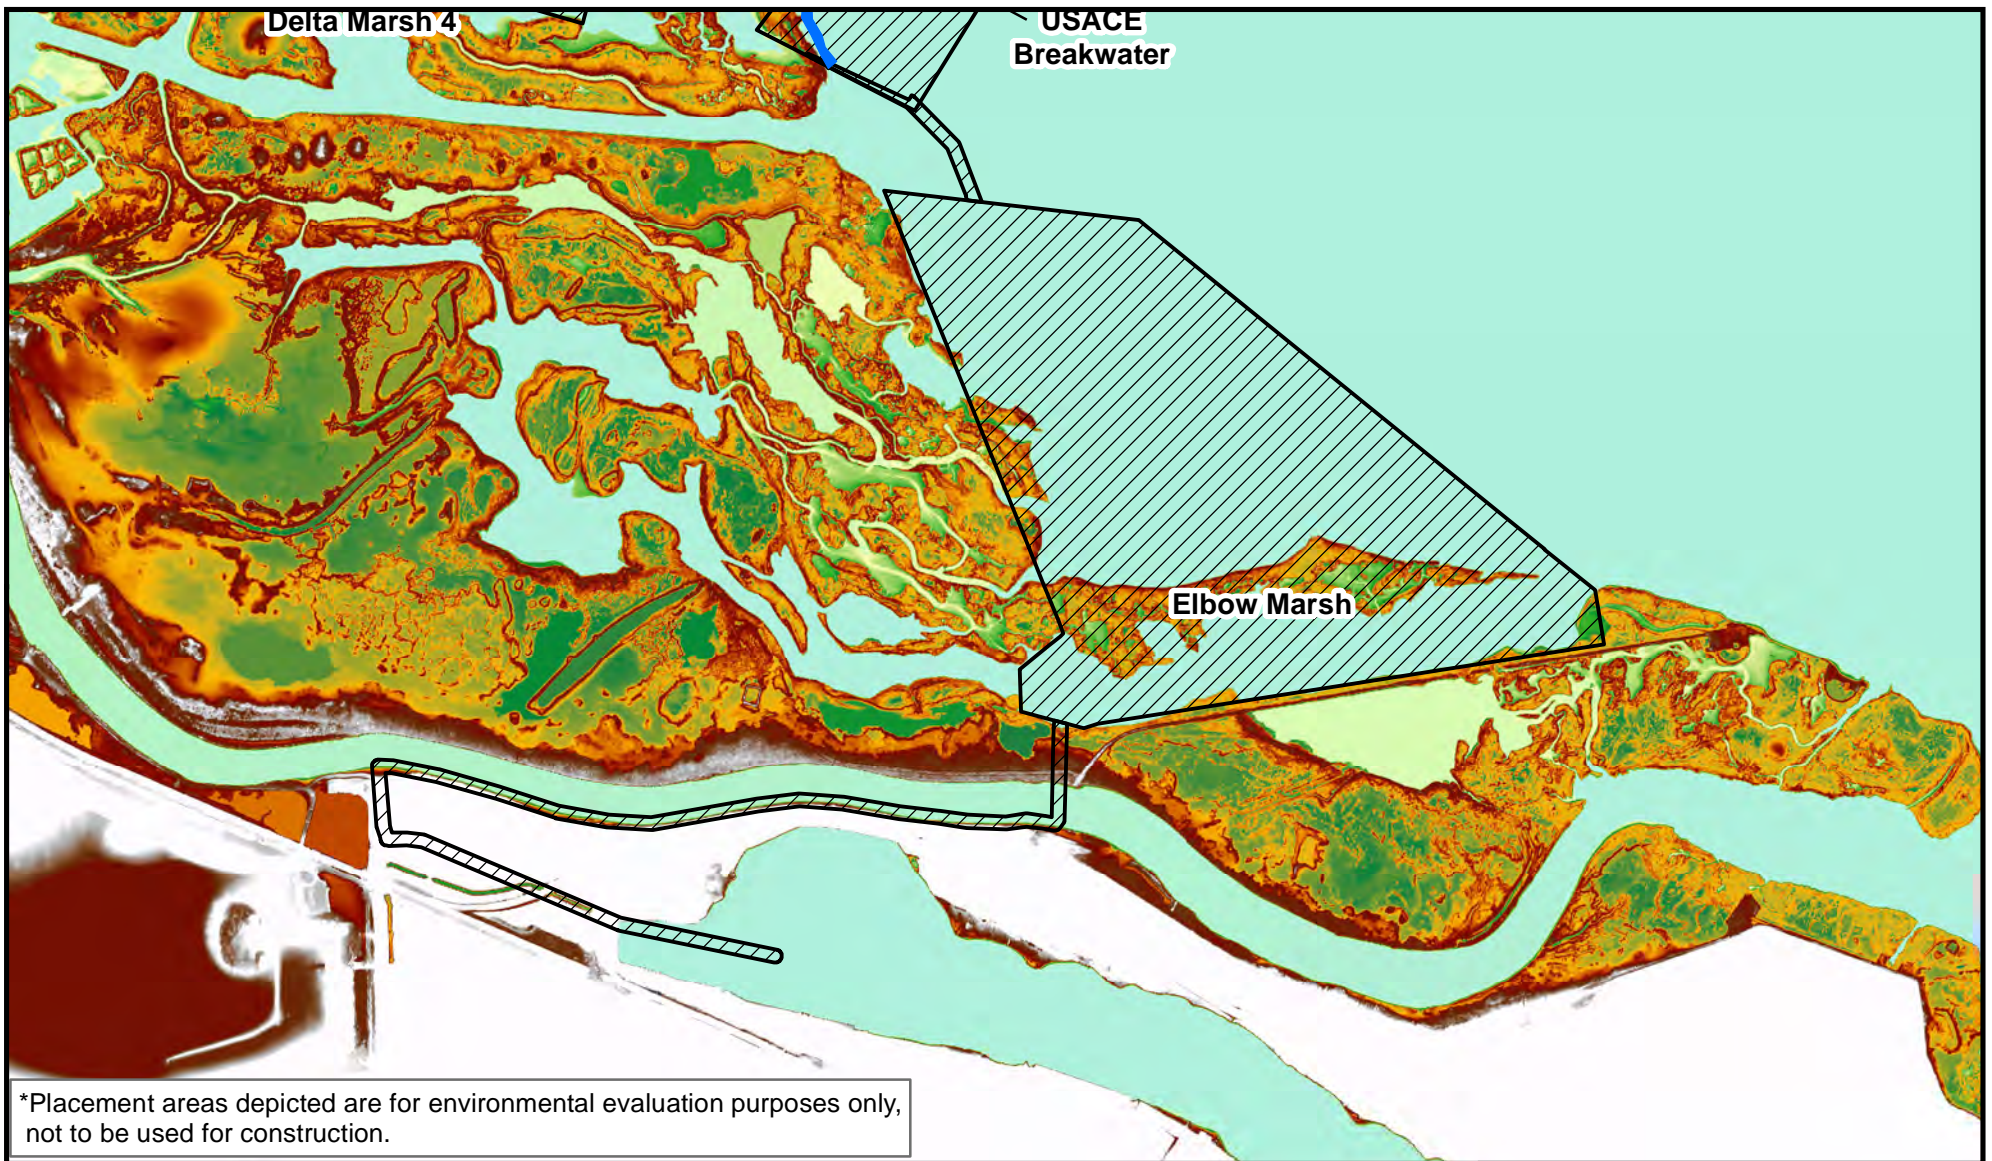 Delta Marsh 4
USACE
Breakwater
Elbow Marsh
*Placement areas depicted are for environmental evaluation purposes only,
not to be used for construction.